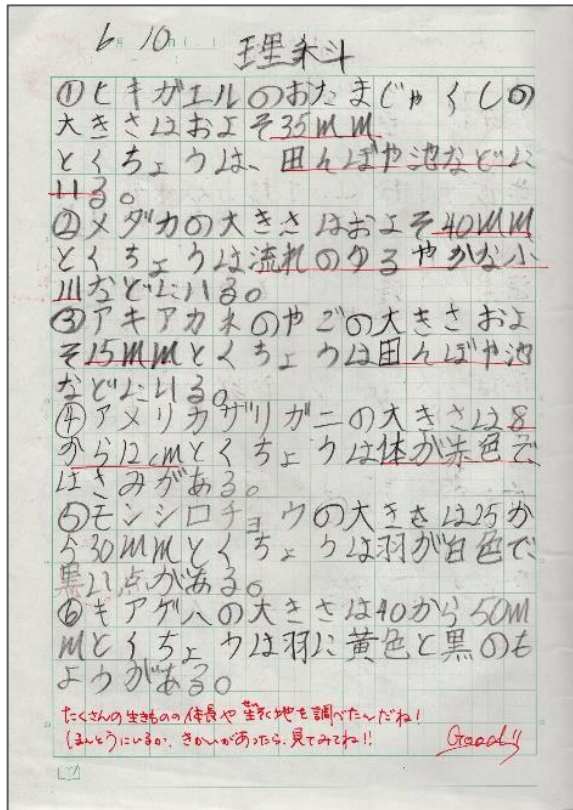 6月10日( )
理永斗
①ヒキガエルのおたまじゃくしの
大きさはおよそ35mm
とくちょうは、田んぼや池などに
いる。
②メダカの大きさはおよそ40mm
とくちょうは流れのゆるやかな小
川などにいる。
③アキアカネのやごの大きさおよ
そ15mmとくちょうは田んぼや池
などにいる。
④アメリカザリガニの大きさは8
から12cmとくちょうは体が赤色で
はさみがある。
⑤モンシロチョウの大きさは25か
ら30mmとくちょうは羽が白色で
黒い点がある。
⑥キアゲハの大きさは40から50m
mとくちょうは羽に黄色と黒のも
ようがある。
たくさんの生きものの体長や生そく地を調べたんだね!
ほんとうにいるか、きかいがあったら、見てみてね!!
Good!!